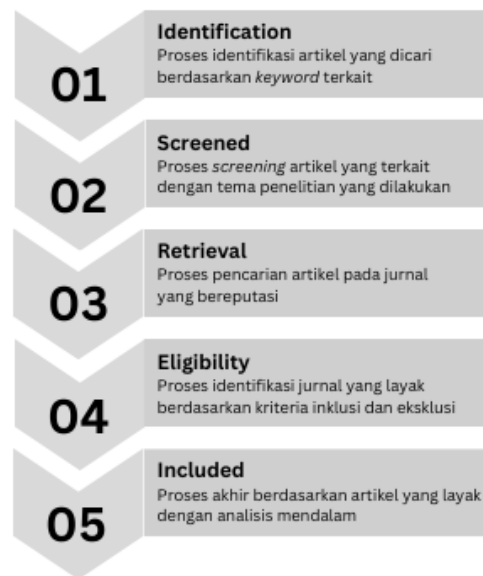 01
Identification
Proses identifikasi artikel yang dicari
berdasarkan keyword terkait
02
Screened
Proses screening artikel yang terkait
dengan tema penelitian yang dilakukan
03
Retrieval
Proses pencarian artikel pada jurnal
yang bereputasi
04
Eligibility
Proses identifikasi jurnal yang layak
berdasarkan kriteria inklusi dan eksklusi
05
Included
Proses akhir berdasarkan artikel yang layak
dengan analisis mendalam